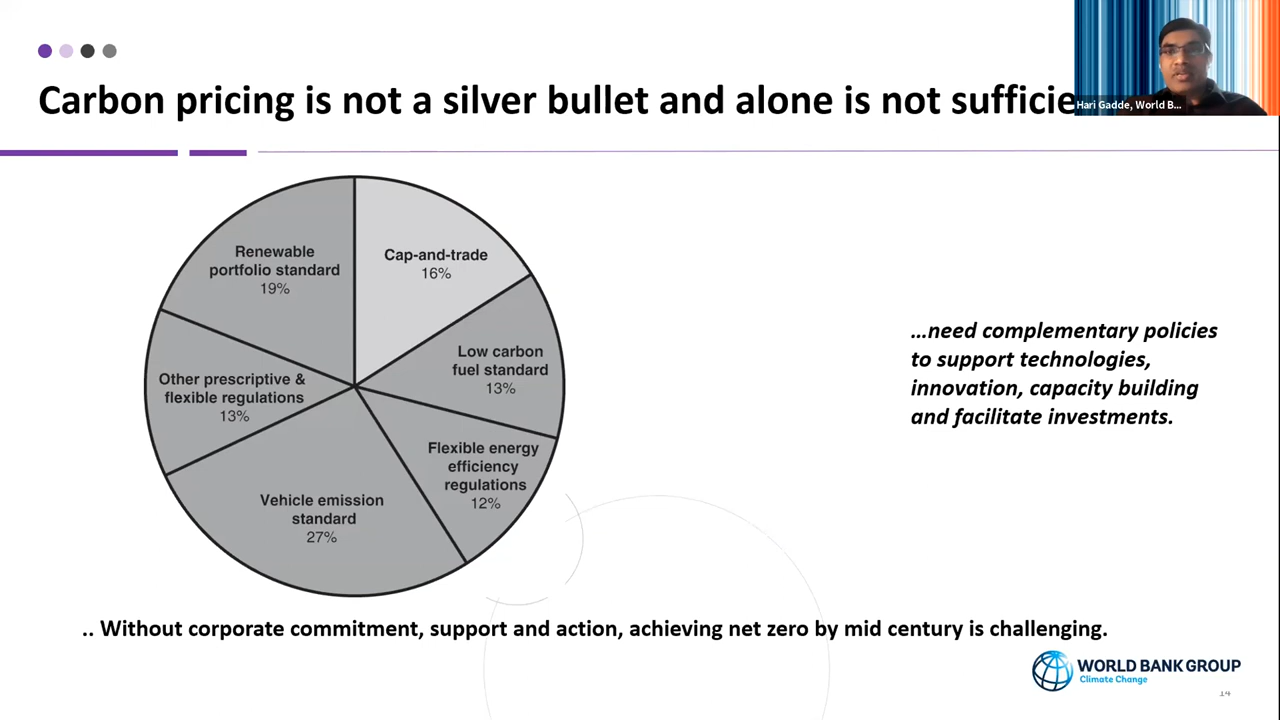 Carbon pricing is not a silver bullet and alone is not sufficie
Hari Gadde, World B...
Renewable
portfolio standard
19%
Cap-and-trade
16%
Low carbon
fuel standard
13%
Other prescriptive &
flexible regulations
13%
Flexible energy
efficiency
regulations
12%
Vehicle emission
standard
27%
...need complementary policies
to support technologies,
innovation, capacity building
and facilitate investments.
.. Without corporate commitment, support and action, achieving net zero by mid century is challenging.
WORLD BANK GROUP
Climate Change
14